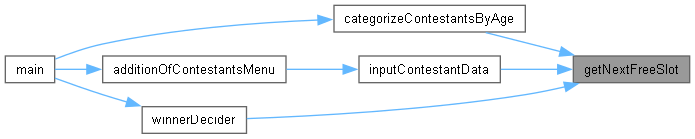 categorizeContestantsByAge
main
additionOfContestantsMenu
inputContestantData
getNextFreeSlot
winnerDecider